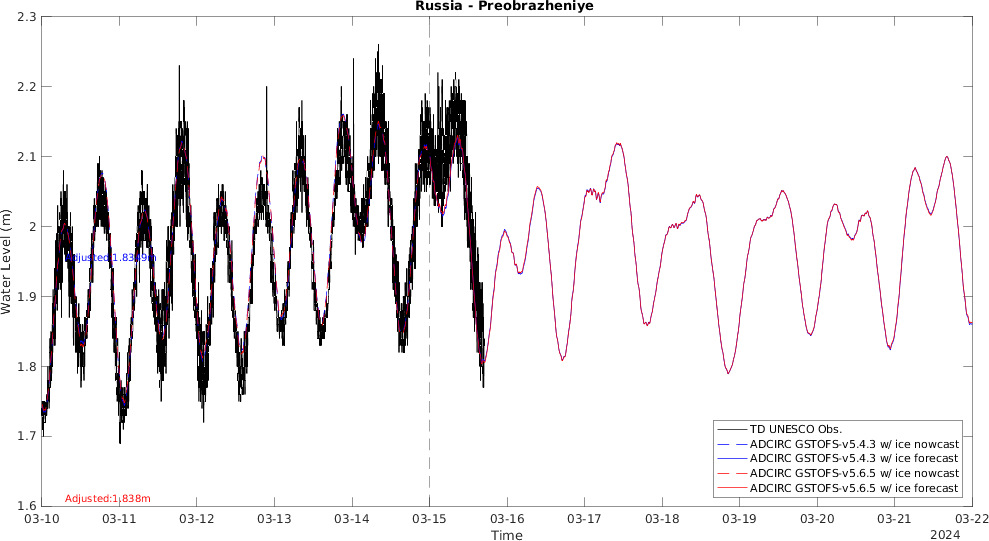 Russia - Preobrazheniye
2.3
2.2
2.1
2
1.9
1.8
1.7
1.6
Water Level (m)
Adjusted:1.838m
TD UNESCO Obs.
ADCIRC GSTOFS-v5.4.3 w/ ice nowcast
ADCIRC GSTOFS-v5.4.3 w/ ice forecast
ADCIRC GSTOFS-v5.6.5 w/ ice nowcast
ADCIRC GSTOFS-v5.6.5 w/ ice forecast
03-10 03-11 03-12 03-13 03-14 03-15 03-16 03-17 03-18 03-19 03-20 03-21 03-22
Time
2024